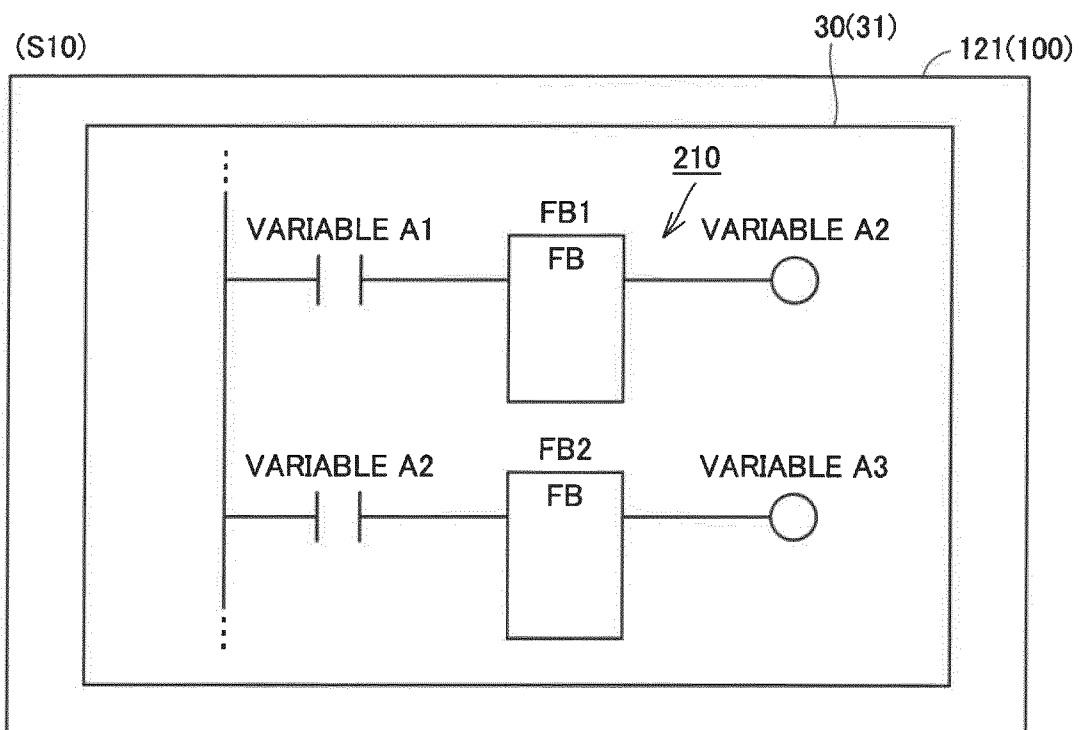 (S10)
30(31)
121(100)
210
FB1
VARIABLE A1
FB
VARIABLE A2
FB2
VARIABLE A2
FB
VARIABLE A3